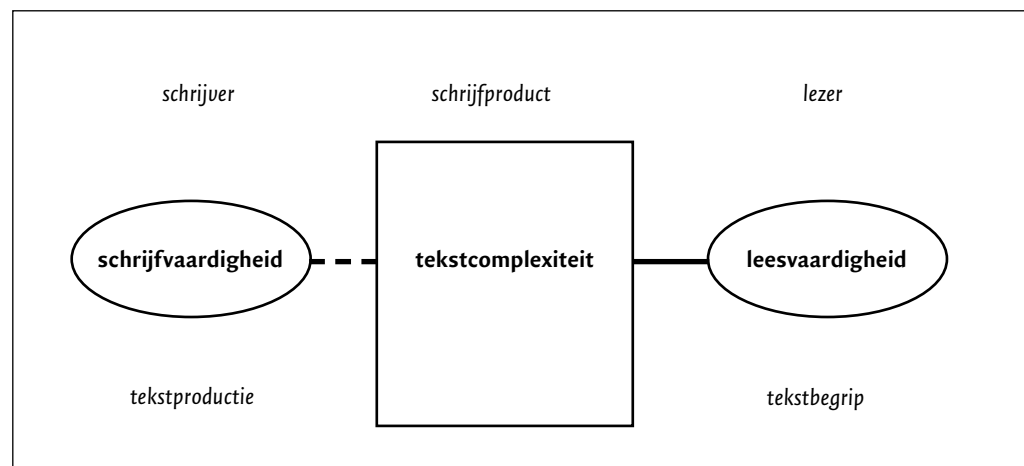 schrijver
schrijfproduct
lezer
schrijfvaardigheid
tekstcomplexiteit
leesvaardigheid
tekstproductie
tekstbegrip